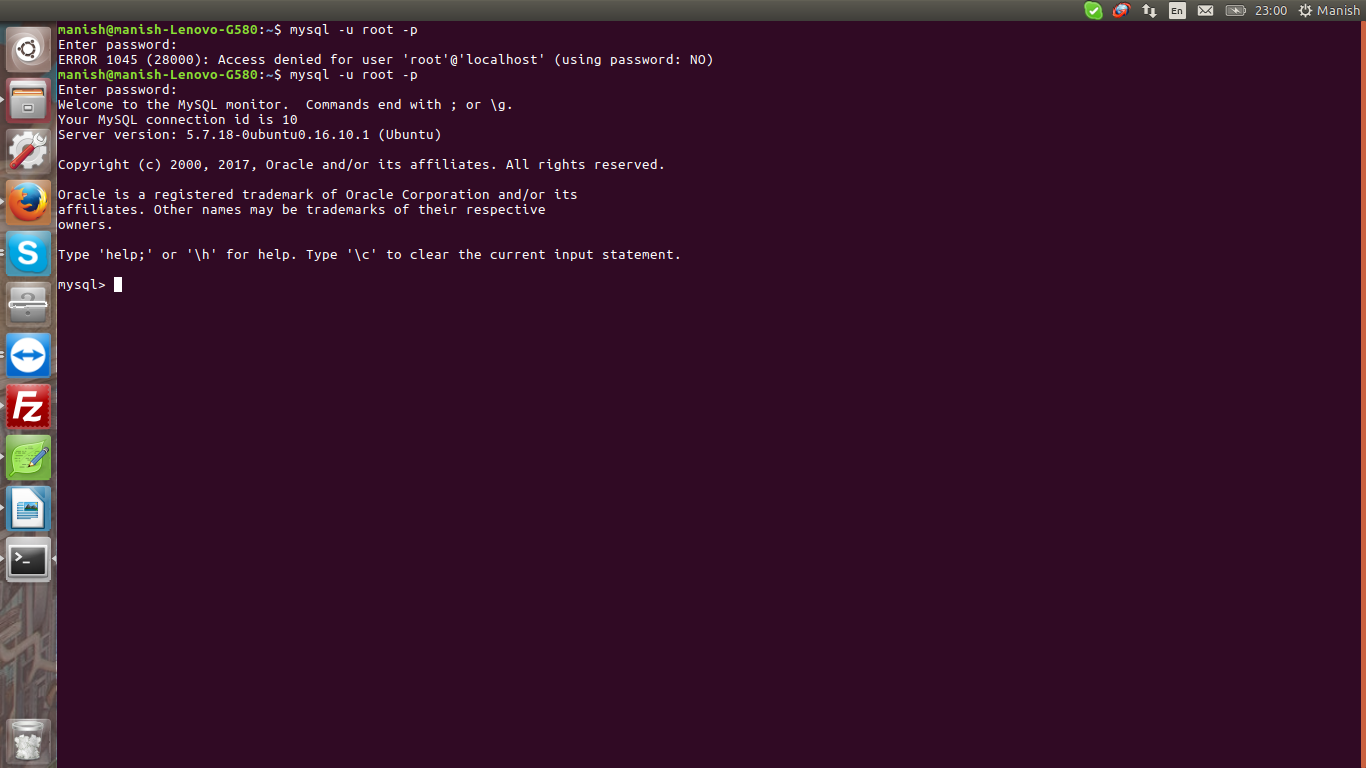 En 23:00 Manish
manish@manish-Lenovo-G580:~$ mysql -u root -p
Enter password:
ERROR 1045 (28000): Access denied for user 'root'@'localhost' (using password: NO)
manish@manish-Lenovo-G580:~$ mysql -u root -p
Enter password:
Welcome to the MySQL monitor.  Commands end with ; or \g.
Your MySQL connection id is 10
Server version: 5.7.18-0ubuntu0.16.10.1 (Ubuntu)
Copyright (c) 2000, 2017, Oracle and/or its affiliates. All rights reserved.
Oracle is a registered trademark of Oracle Corporation and/or its
affiliates. Other names may be trademarks of their respective
owners.
Type 'help;' or '\h' for help. Type '\c' to clear the current input statement.
mysql>
S
?
FZ
>_